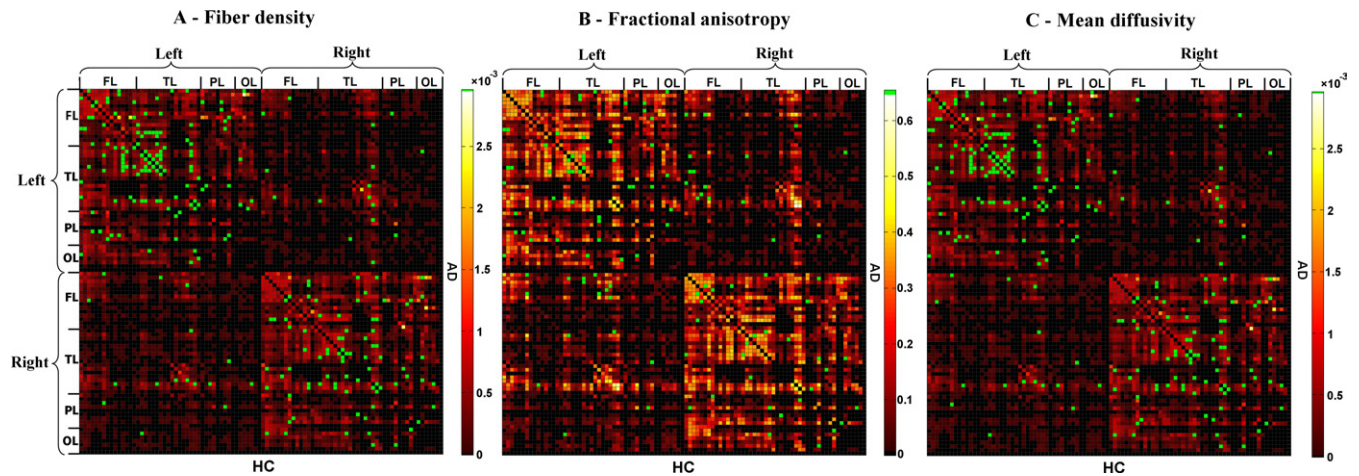 A - Fiber density
B - Fractional anisotropy
C - Mean diffusivity
Left
Right
FL TL PL OL FL TL PL OL
Left
FL
TL
PL
OL
Right
FL
TL
PL
OL
HC
AD
×10-3
2.5
2
1.5
1
0.5
0
Left
Right
FL TL PL OL FL TL PL OL
HC
AD
0.6
0.5
0.4
0.3
0.2
0.1
0
Left
Right
FL TL PL OL FL TL PL OL
HC
AD
×10-3
2.5
2
1.5
1
0.5
0